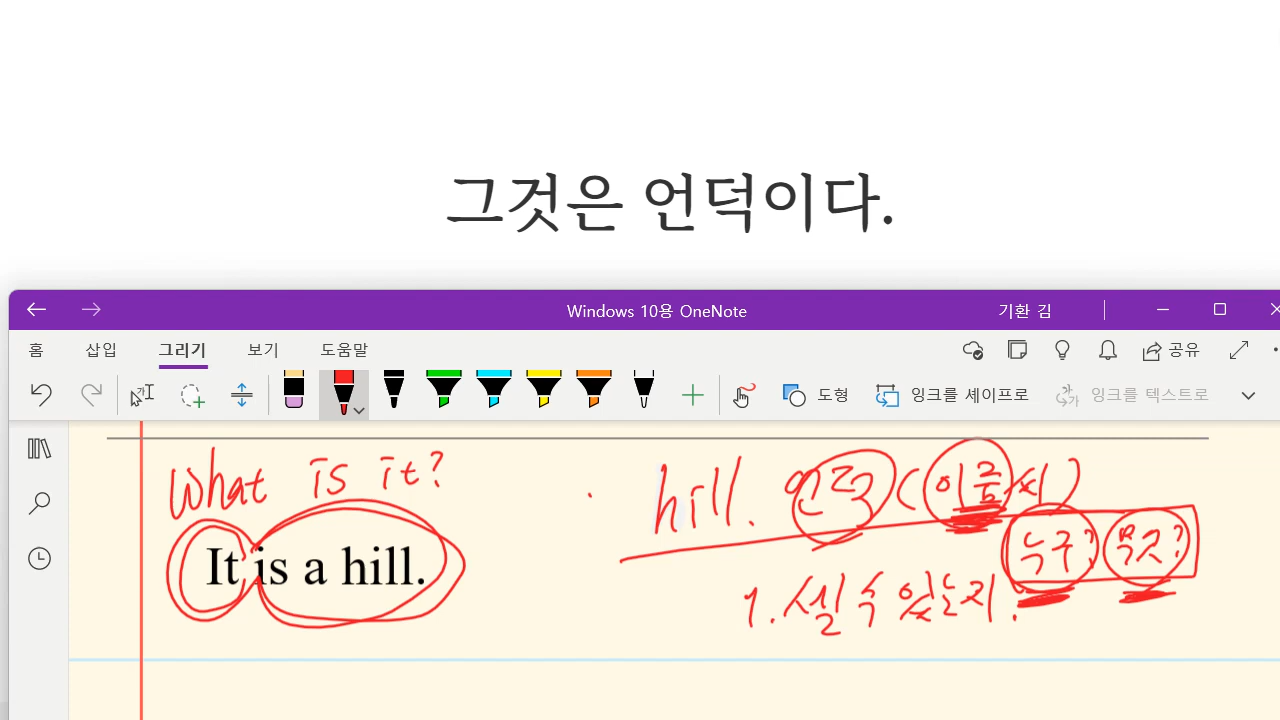 그것은 언덕이다.
Windows 10용 OneNote
기환 김
홈 삽입 그리기 보기 도움말
공유
가
도형
잉크를 셰이프로
가
잉크를 텍스트로
What is it?
It is a hill.
hill. 언덕 (이름씨)
누구? 무엇?
1. 셀 수 있는지.